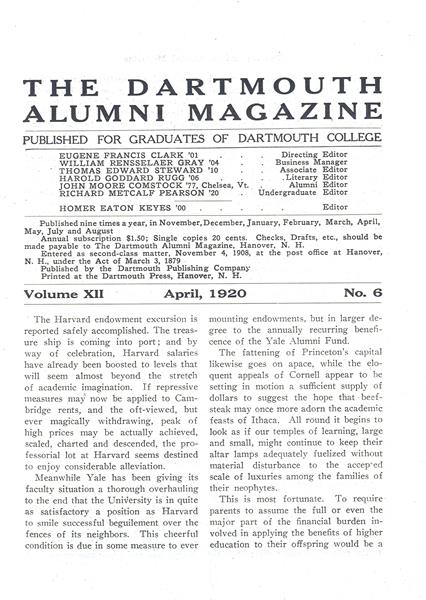 THE DARTMOUTH
ALUMNI MAGAZINE
PUBLISHED FOR GRADUATES OF DARTMOUTH COLLEGE
EUGENE FRANCIS CLARK '01 . . . Directing Editor
WILLIAM RENSSELAER GRAY '04 . . Business Manager
THOMAS EDWARD STEWARD '10 . . . Associate Editor
HAROLD GODDARD RUGG '06 . . . Literary Editor
JOHN MOORE COMSTOCK '77, Chelsea, Vt. Alumni Editor
RICHARD METCALF PEARSON '20 . Undergraduate Editor
HOMER EATON KEYES '00 . . . . Editor
Published nine times a year, in November, December, January, February, March, April,
May, July and August
Annual subscription $1.50; Single copies 20 cents. Checks, Drafts, etc., should be
made payable to The Dartmouth Alumni Magazine, Hanover, N. H.
Entered as second-class matter, November 4, 1908, at the post office at Hanover,
N. H., under the Act of March 3, 1879
Published by the Dartmouth Publishing Company
Printed at the Dartmouth Press, Hanover, N. H.
Volume XII April, 1920 No. 6
The Harvard endowment excursion is
reported safely accomplished. The treas-
ure ship is coming into port; and by
way of celebration, Harvard salaries
have already been boosted to levels that
will seem almost beyond the stretch
of academic imagination. If repressive
measures may now be applied to Cam-
bridge rents, and the oft-viewed, but
ever magically withdrawing, peak of
high prices may be actually achieved,
scaled, charted and descended, the pro-
fessorial lot at Harvard seems destined
to enjoy considerable alleviation.
Meanwhile Yale has been giving its
faculty situation a thorough overhauling
to the end that the University is in quite
as satisfactory a position as Harvard
to smile successful beguilement over the
fences of its neighbors. This cheerful
condition is due in some measure to ever
mounting endowments, but in larger de-
gree to the annually recurring benefi-
cence of the Yale Alumni Fund.
The fattening of Princeton's capital
likewise goes on apace, while the elo-
quent appeals of Cornell appear to be
setting in motion a sufficient supply of
dollars to suggest the hope that beef-
steak may once more adorn the academic
feasts of Ithaca. All round it begins to
look as if our temples of learning, large
and small, might continue to keep their
altar lamps adequately fuelized without
material disturbance to the accepted
scale of luxuries among the families of
their neophytes.
This is most fortunate. To require
parents to assume the full or even the
major part of the financial burden in-
volved in applying the benefits of higher
education to their offspring would be a